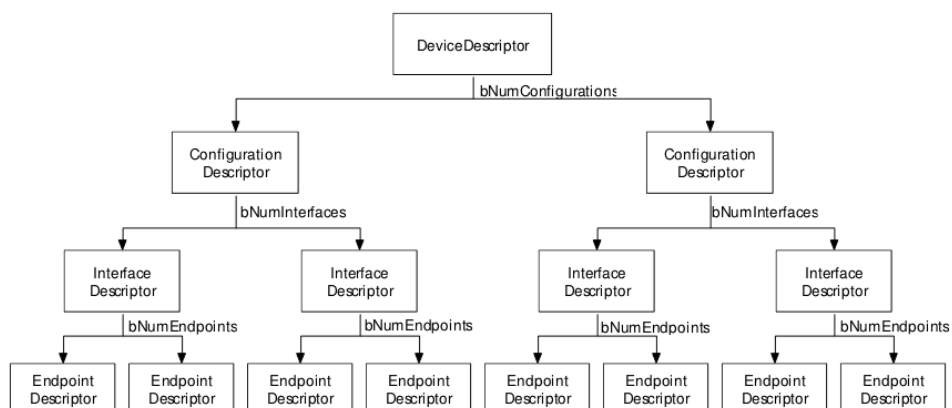 DeviceDescriptor
bNumConfigurations
Configuration
Descriptor
Configuration
Descriptor
bNumInterfaces
bNumInterfaces
Interface
Descriptor
Interface
Descriptor
Interface
Descriptor
Interface
Descriptor
bNumEndpoints
bNumEndpoints
bNumEndpoints
bNumEndpoints
Endpoint
Descriptor
Endpoint
Descriptor
Endpoint
Descriptor
Endpoint
Descriptor
Endpoint
Descriptor
Endpoint
Descriptor
Endpoint
Descriptor
Endpoint
Descriptor